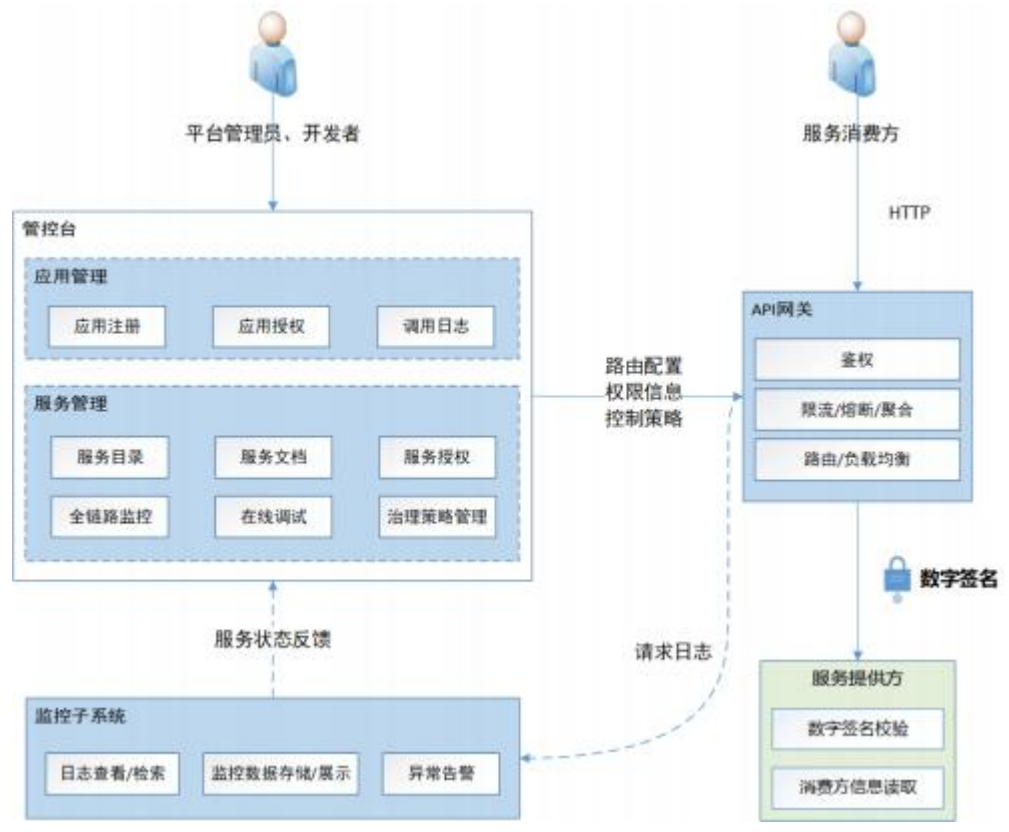 平台管理员、开发者
服务消费方
HTTP
管控台
应用管理
应用注册
应用授权
调用日志
服务管理
服务目录
服务文档
服务授权
全链路监控
在线调试
治理策略管理
路由配置
权限信息
控制策略
API网关
鉴权
限流/熔断/聚合
路由/负载均衡
数字签名
服务状态反馈
请求日志
监控子系统
日志查看/检索
监控数据存储/展示
异常告警
服务提供方
数字签名校验
消费方信息读取